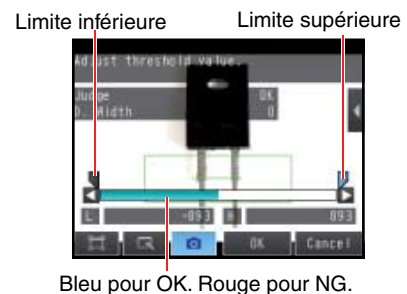 Limite inférieure
Limite supérieure
Adjust threshold value.
Judge OK
D. Width 0
L -893 H 893
OK Cancel
Bleu pour OK. Rouge pour NG.